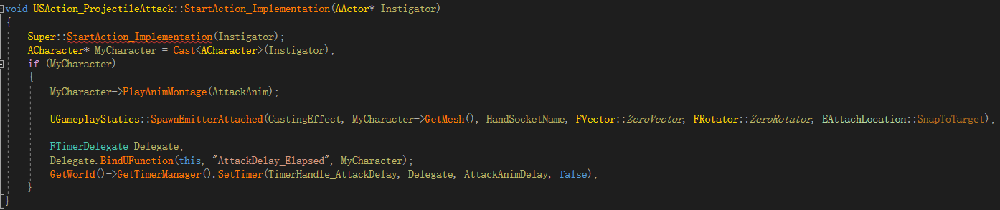 void USAction_ProjectileAttack::StartAction_Implementation(AActor* Instigator)
{
Super::StartAction_Implementation(Instigator);
ACharacter* MyCharacter = Cast<ACharacter>(Instigator);
if (MyCharacter)
{
MyCharacter->PlayAnimMontage(AttackAnim);
UGameplayStatics::SpawnEmitterAttached(CastingEffect, MyCharacter->GetMesh(), HandSocketName, FVector::ZeroVector, FRotator::ZeroRotator, EAttachLocation::SnapToTarget);
FTimerDelegate Delegate;
Delegate.BindUFunction(this, "AttackDelay_Elapsed", MyCharacter);
GetWorld()->GetTimerManager().SetTimer(TimerHandle_AttackDelay, Delegate, AttackAnimDelay, false);
}
}